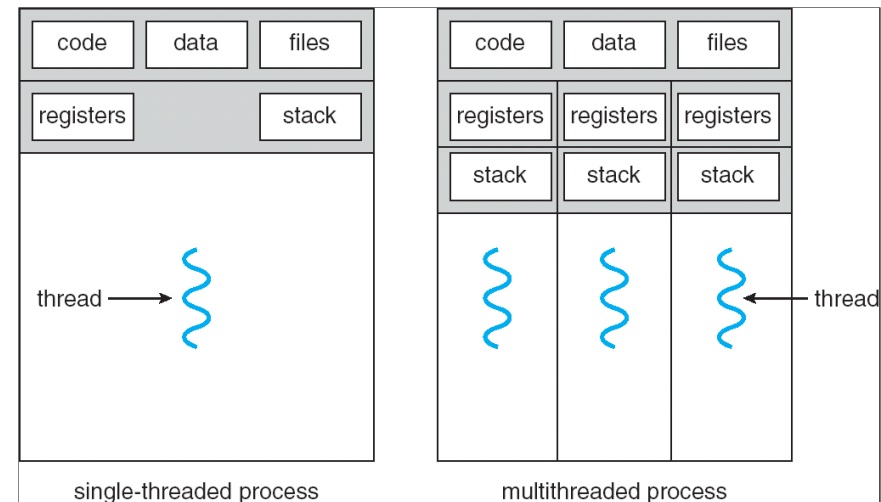 code data files
registers stack
thread
single-threaded process
code data files
registers registers registers
stack stack stack
thread
multithreaded process